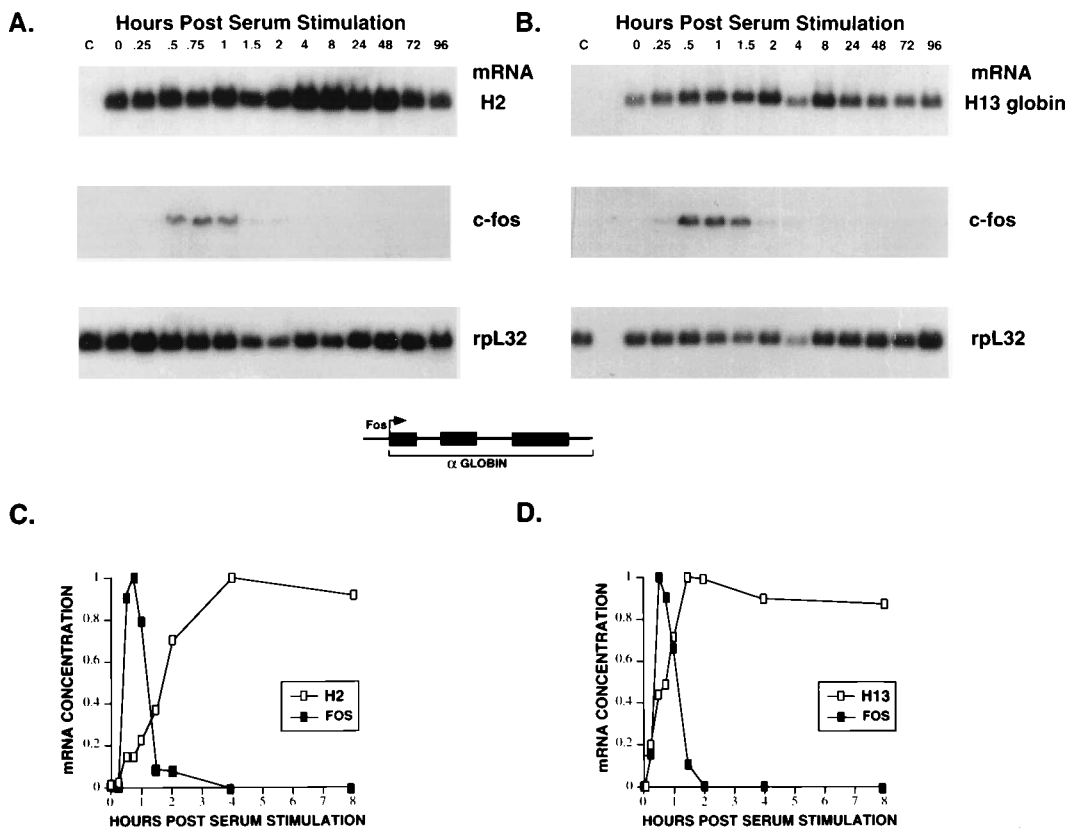 A.
Hours Post Serum Stimulation
C 0 .25 .5 .75 1 1.5 2 4 8 24 48 72 96
mRNA
H2
c-fos
rpL32
B.
Hours Post Serum Stimulation
C 0 .25 .5 1 1.5 2 4 8 24 48 72 96
mRNA
H13 globin
c-fos
rpL32
Fos
α GLOBIN
C.
mRNA CONCENTRATION
1
0.8
0.6
0.4
0.2
0
H2
FOS
0 1 2 3 4 5 6 7 8
HOURS POST SERUM STIMULATION
D.
mRNA CONCENTRATION
1
0.8
0.6
0.4
0.2
0
H13
FOS
0 1 2 3 4 5 6 7 8
HOURS POST SERUM STIMULATION